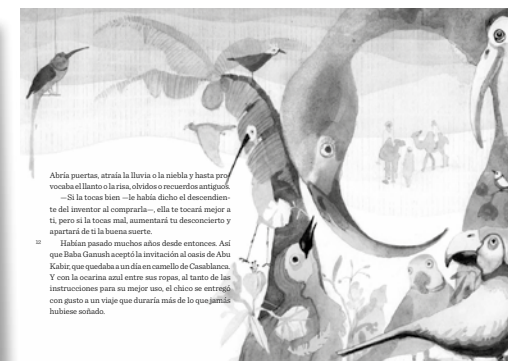 Abría puertas, atraía la lluvia o la niebla y hasta pro-
vocaba el llanto o la risa, olvidos o recuerdos antiguos.
—Si la tocas bien —le había dicho el descendien-
te del inventor al comprarla—, ella te tocará mejor a
ti, pero si la tocas mal, aumentará tu desconcierto y
apartará de ti la buena suerte.
12
Habían pasado muchos años desde entonces. Así
que Baba Ganush aceptó la invitación al oasis de Abu
Kabir, que quedaba a un día en camello de Casablanca.
Y con la ocarina azul entre sus ropas, al tanto de las
instrucciones para su mejor uso, el chico se entregó
con gusto a un viaje que duraría más de lo que jamás
hubiese soñado.